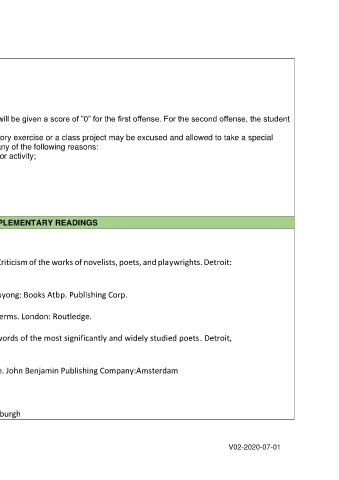 will be given a score of "0" for the first offense. For the second offense, the student
ory exercise or a class project may be excused and allowed to take a special
any of the following reasons:
or activity;
PLEMENTARY READINGS
Criticism of the works of novelists, poets, and playwrights. Detroit:
uyong: Books Atbp. Publishing Corp.
erms. London: Routledge.
words of the most significantly and widely studied poets. Detroit,
e. John Benjamin Publishing Company:Amsterdam
burgh
V02-2020-07-01